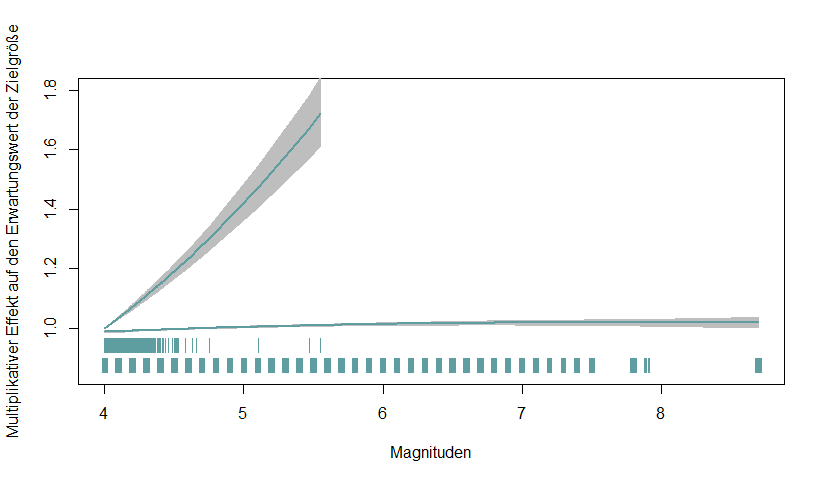 Multiplikativer Effekt auf den Erwartungswert der Zielgröße
1.8
1.6
1.4
1.2
1.0
4 5 6 7 8
Magnituden